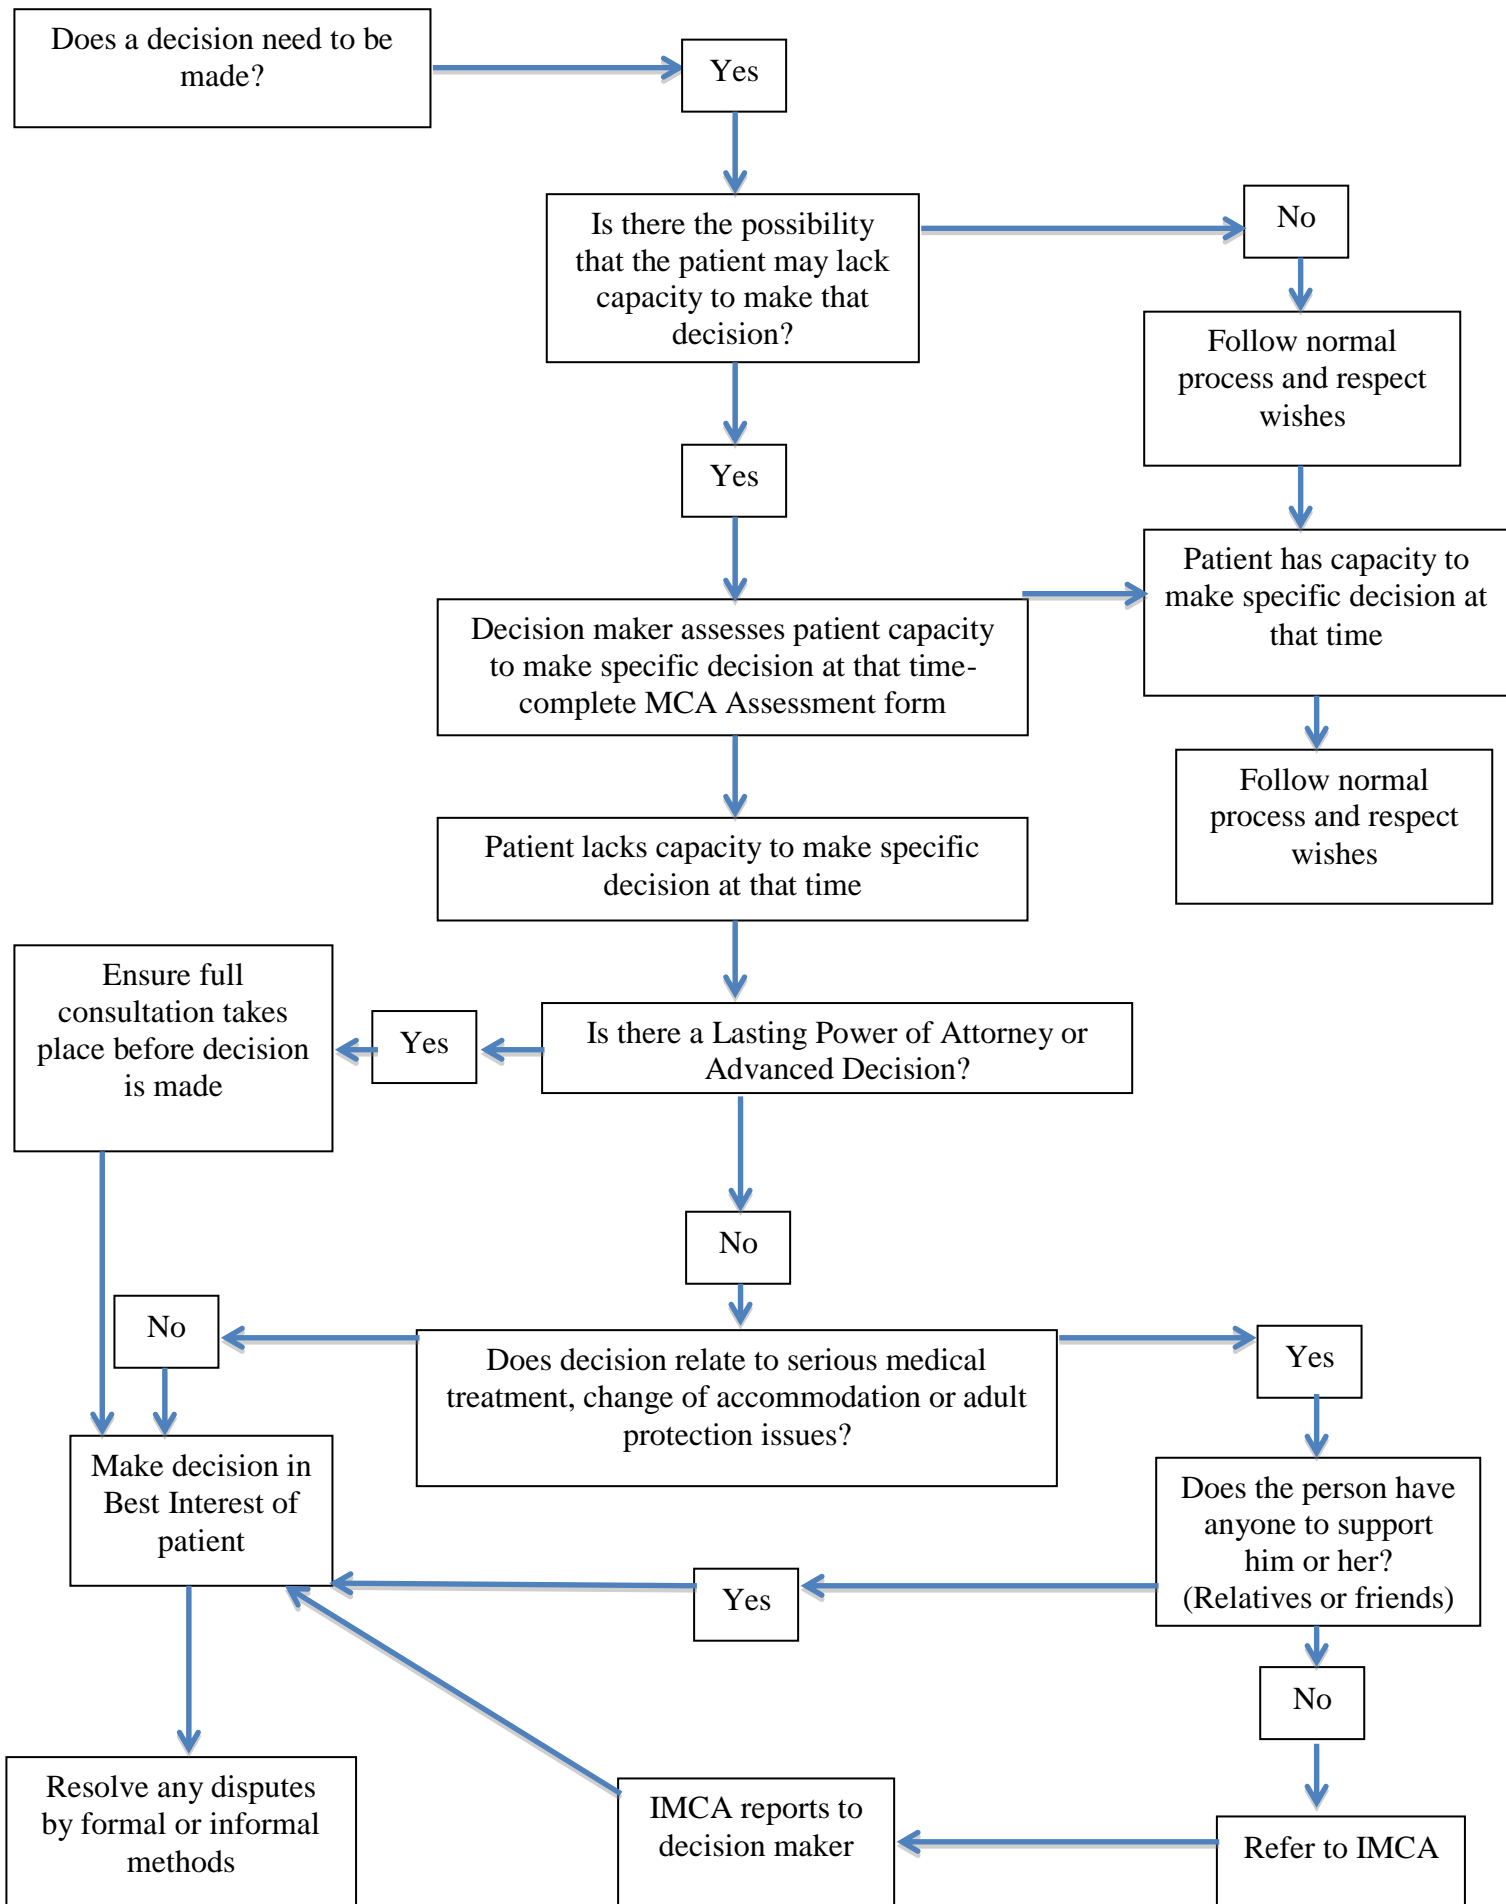 Does a decision need to be
made?
Yes
Is there the possibility
that the patient may lack
capacity to make that
decision?
No
Follow normal
process and respect
wishes
Yes
Patient has capacity to
make specific decision at
that time
Decision maker assesses patient capacity
to make specific decision at that time-
complete MCA Assessment form
Follow normal
process and respect
wishes
Patient lacks capacity to make specific
decision at that time
Ensure full
consultation takes
place before decision
is made
Yes
Is there a Lasting Power of Attorney or
Advanced Decision?
No
No
Does decision relate to serious medical
treatment, change of accommodation or adult
protection issues?
Yes
Make decision in
Best Interest of
patient
Does the person have
anyone to support
him or her?
(Relatives or friends)
Yes
No
Resolve any disputes
by formal or informal
methods
IMCA reports to
decision maker
Refer to IMCA